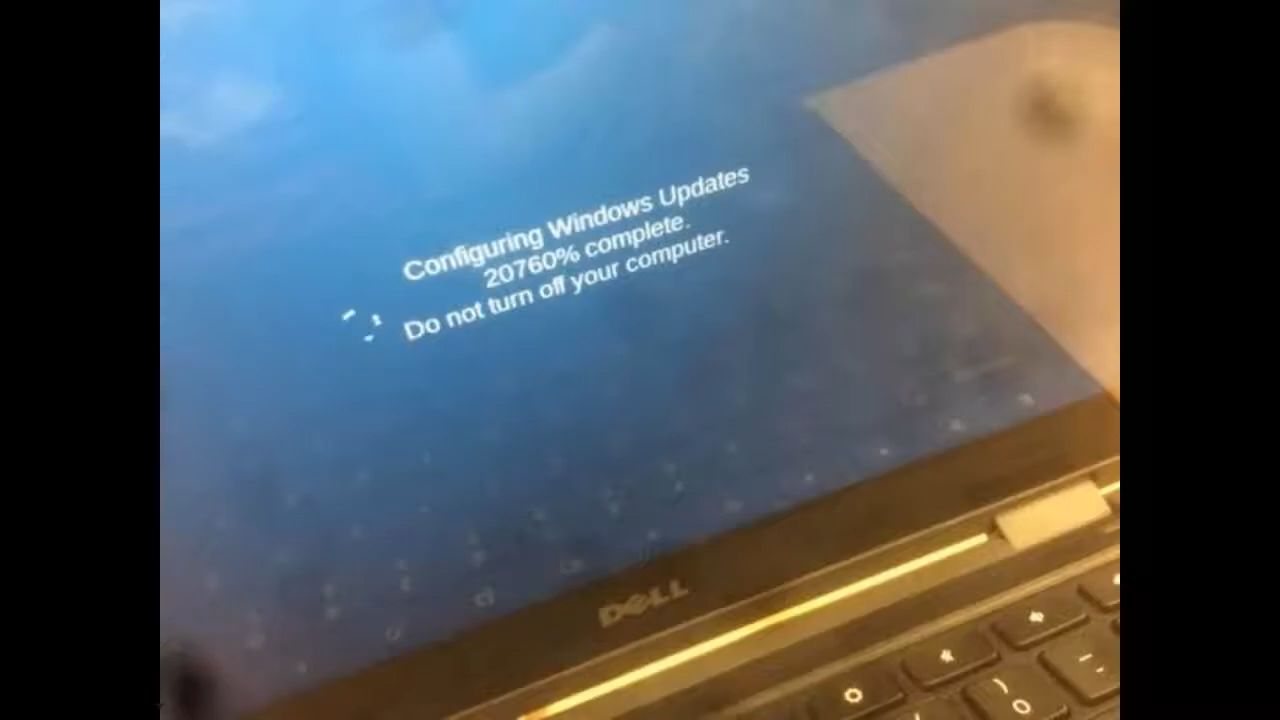 Configuring Windows Updates
20760% complete.
Do not turn off your computer.
DELL